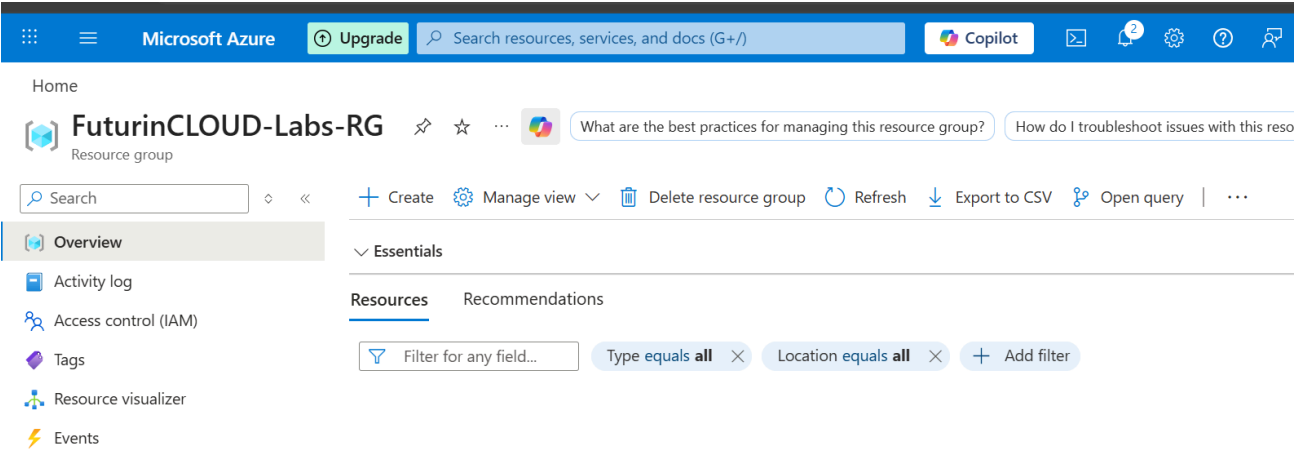 Microsoft Azure Upgrade Search resources, services, and docs (G+/) Copilot 2
Home
FuturinCLOUD-Labs-RG ... What are the best practices for managing this resource group? How do I troubleshoot issues with this reso
Resource group
Search Create Manage view Delete resource group Refresh Export to CSV Open query ...
Overview
Essentials
Activity log
Resources Recommendations
Access control (IAM)
Tags
Filter for any field... Type equals all Location equals all Add filter
Resource visualizer
Events